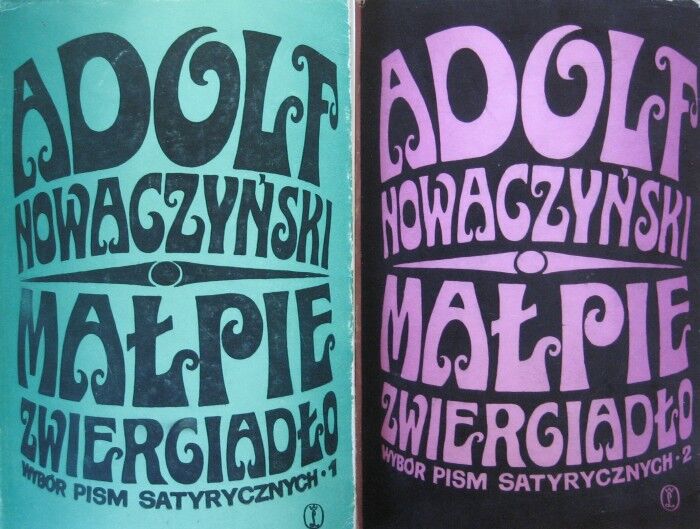 ADOLF
NOWACZYŃSKI
MAŁPIE
ZWIERCIADŁO
WYBÓR PISM SATYRYCZNYCH · 1
ADOLF
NOWACZYŃSKI
MAŁPIE
ZWIERCIADŁO
WYBÓR PISM SATYRYCZNYCH · 2